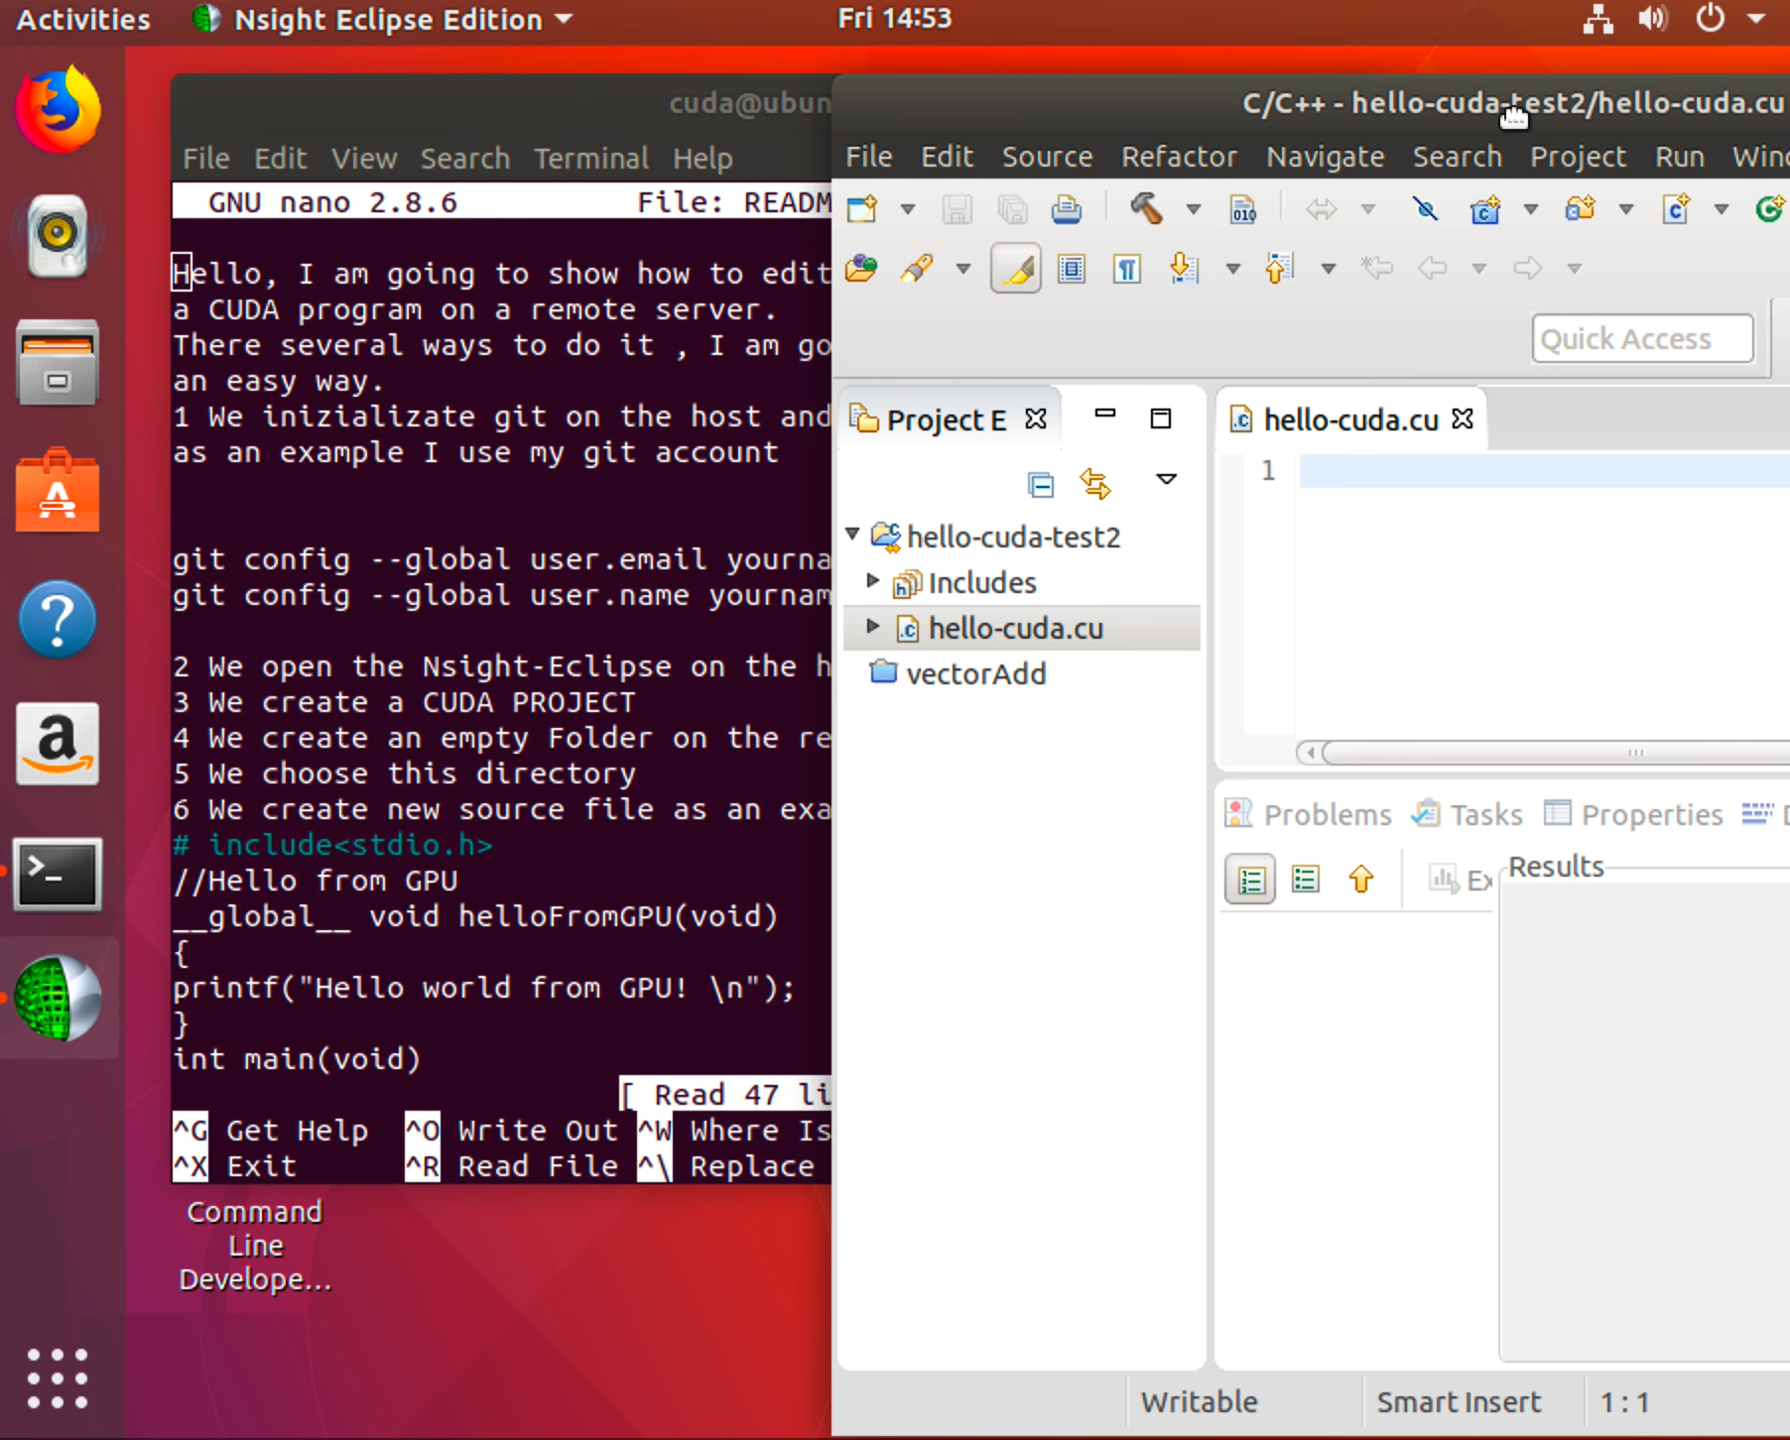 Activities
Nsight Eclipse Edition
Fri 14:53
cuda@ubun
File Edit View Search Terminal Help
GNU nano 2.8.6 File: READM
Hello, I am going to show how to edit
a CUDA program on a remote server.
There several ways to do it , I am go
an easy way.
1 We inizializate git on the host and
as an example I use my git account
git config --global user.email yourna
git config --global user.name yournam
2 We open the Nsight-Eclipse on the h
3 We create a CUDA PROJECT
4 We create an empty Folder on the re
5 We choose this directory
6 We create new source file as an exa
# include<stdio.h>
//Hello from GPU
__global__ void helloFromGPU(void)
{
printf("Hello world from GPU! \n");
}
int main(void)
[ Read 47 li
^G Get Help ^O Write Out ^W Where Is
^X Exit ^R Read File ^\ Replace
Command
Line
Develope...
C/C++ - hello-cuda-test2/hello-cuda.cu
File Edit Source Refactor Navigate Search Project Run Wind
Quick Access
Project E
hello-cuda-test2
Includes
hello-cuda.cu
vectorAdd
hello-cuda.cu
1
Problems Tasks Properties
Ex
Results
Writable Smart Insert 1 : 1